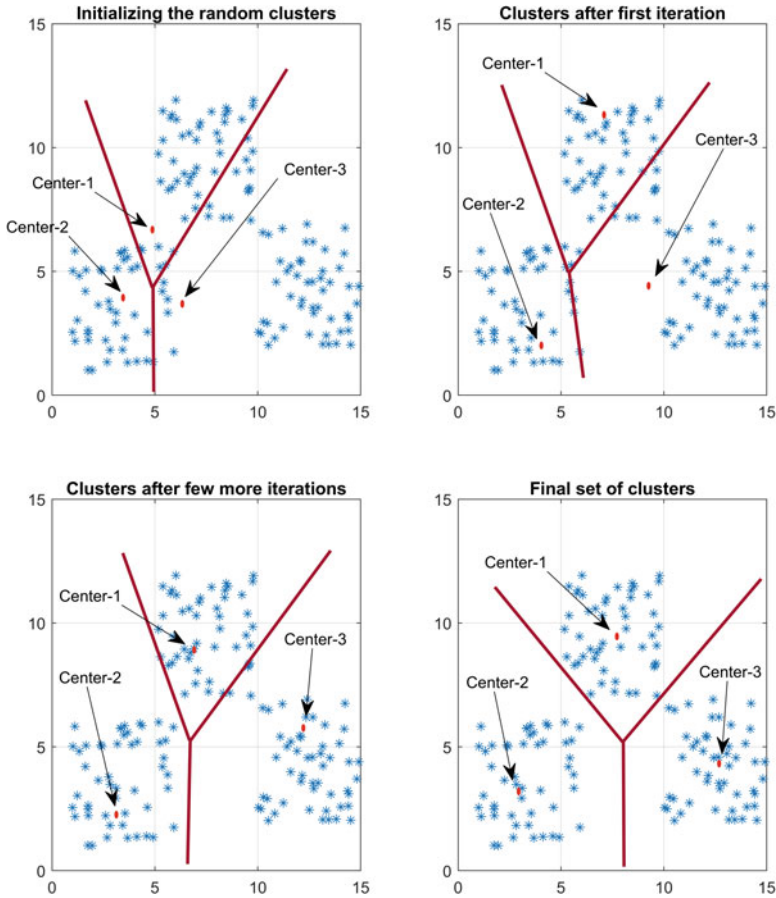 Initializing the random clusters
15
10
5
0
0
5
10
15
Center-1
Center-2
Center-3
Clusters after first iteration
15
10
5
0
0
5
10
15
Center-1
Center-2
Center-3
Clusters after few more iterations
15
10
5
0
0
5
10
15
Center-1
Center-2
Center-3
Final set of clusters
15
10
5
0
0
5
10
15
Center-1
Center-2
Center-3